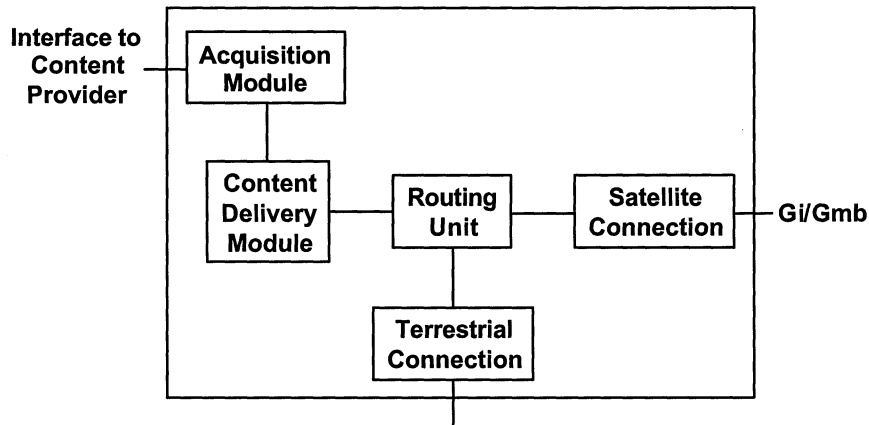 Interface to
Content
Provider
Acquisition
Module
Content
Delivery
Module
Routing
Unit
Satellite
Connection
Gi/Gmb
Terrestrial
Connection